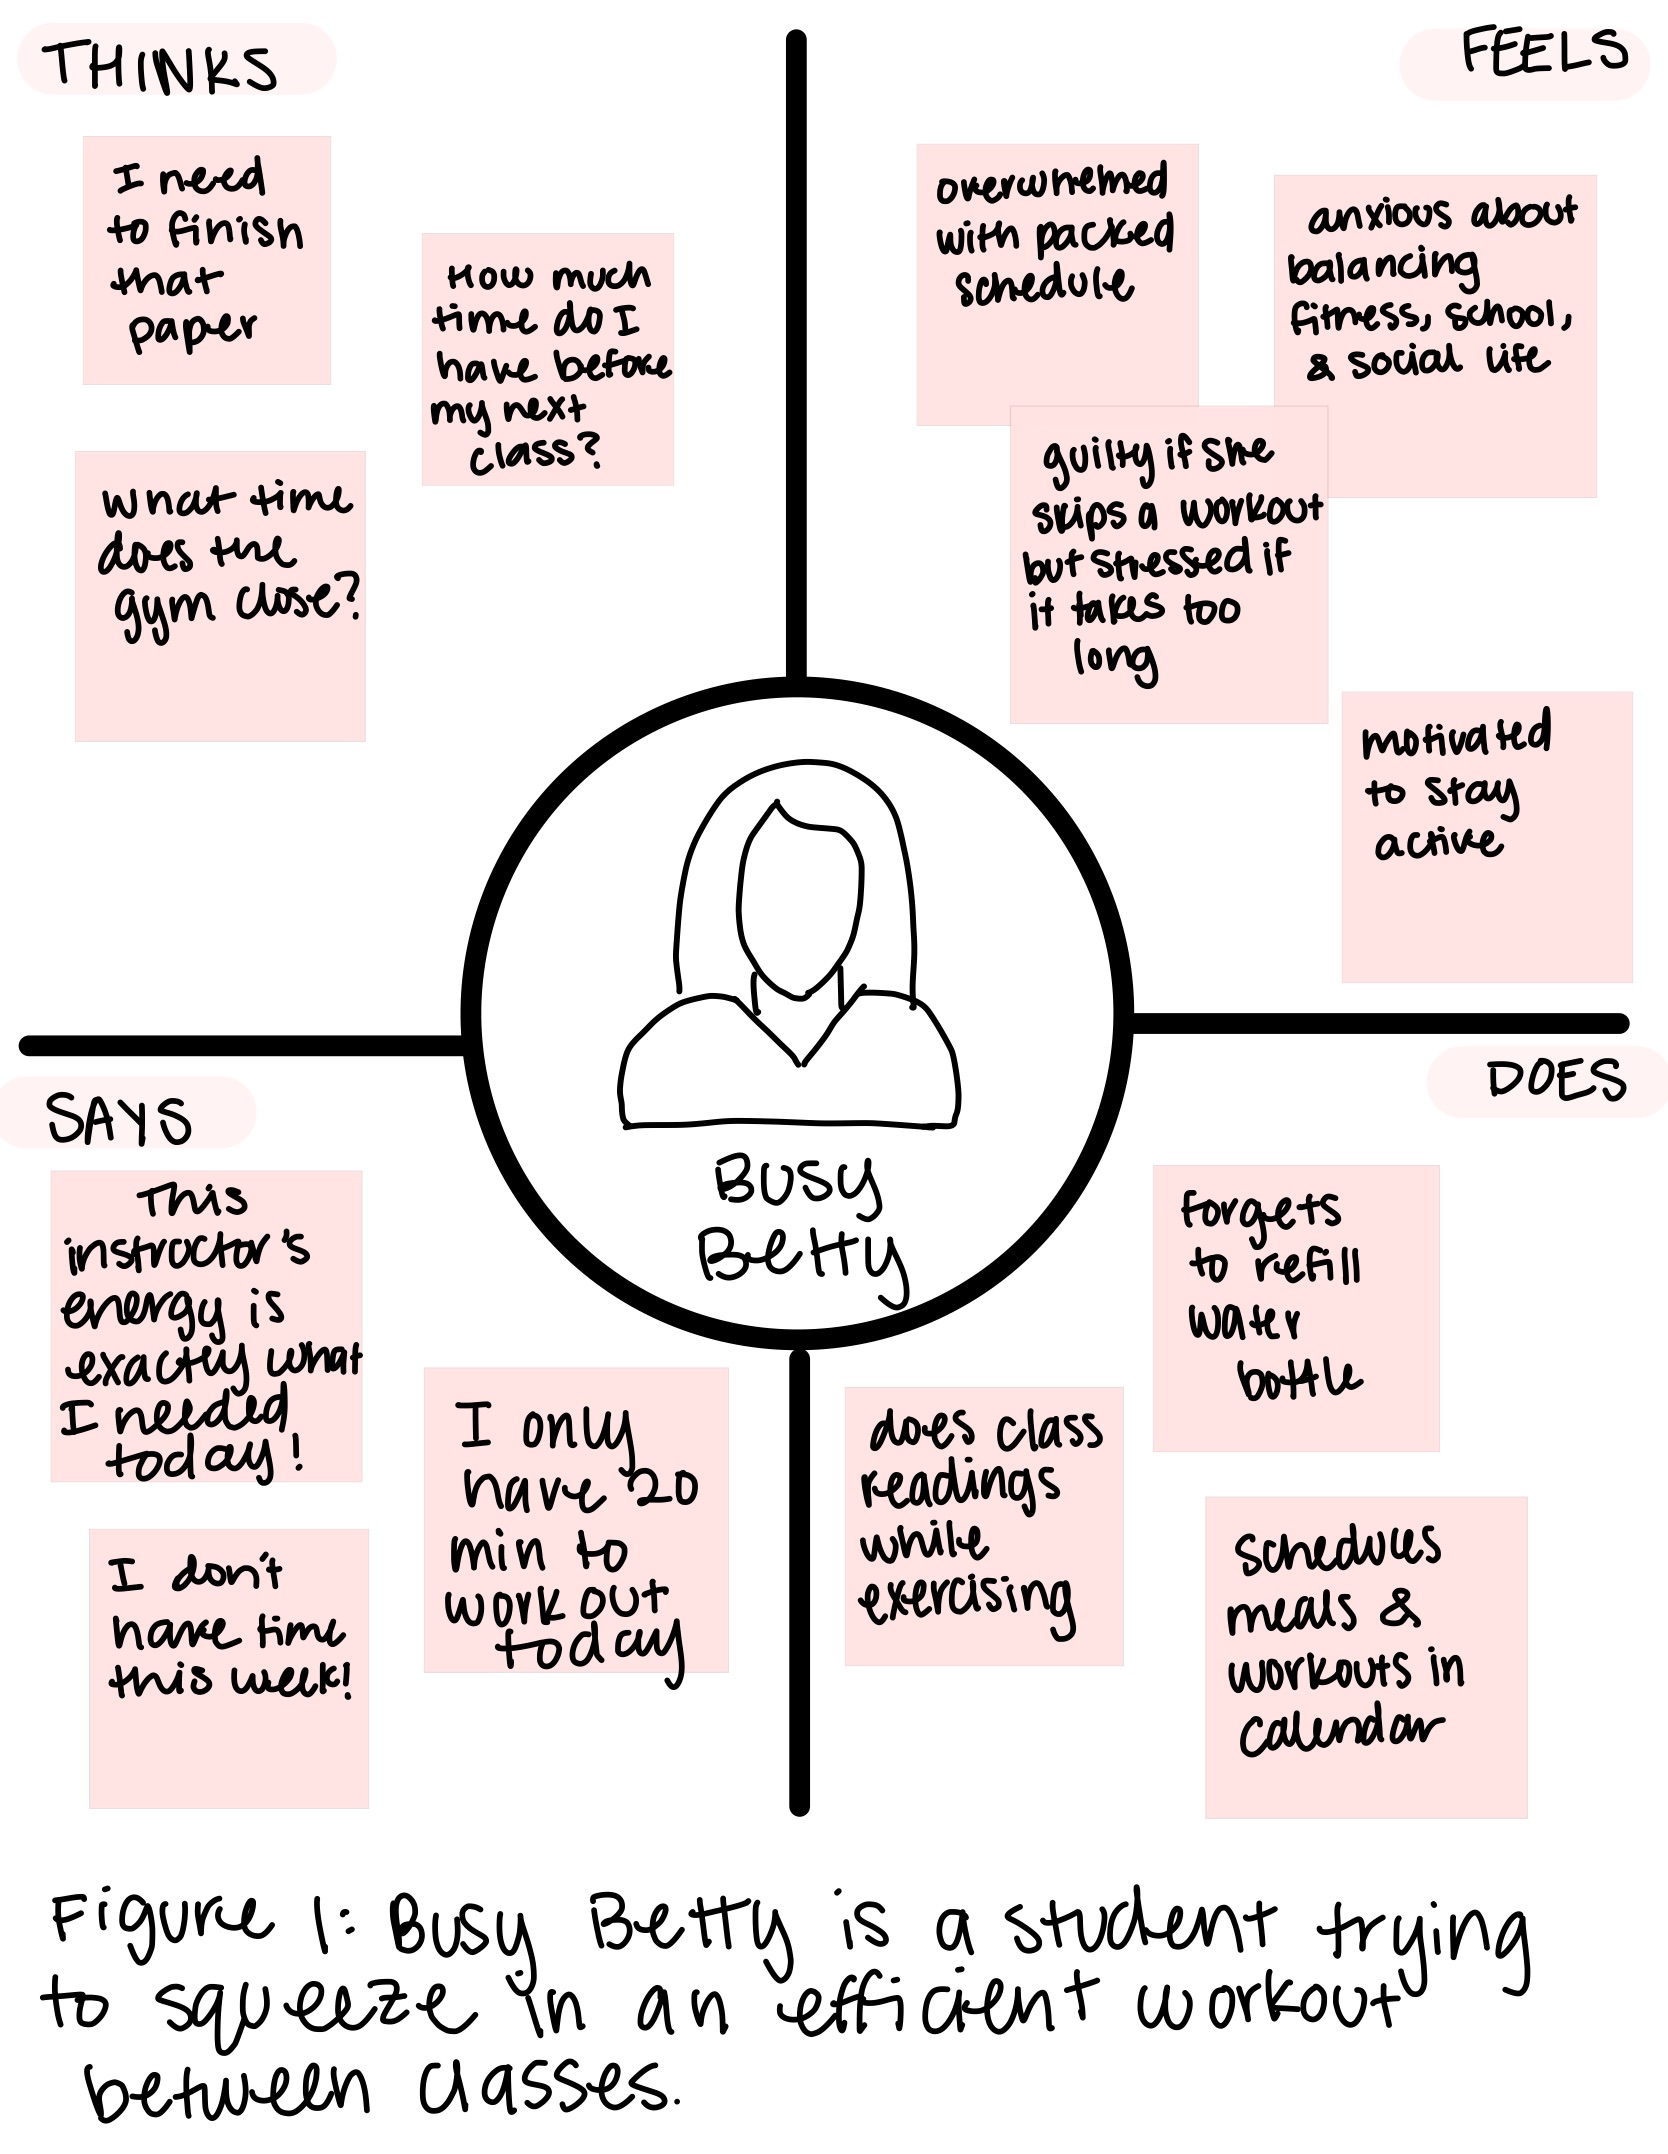 THINKS
I need
to finish
that
paper
How much
time do I
have before
my next
class?
what time
does the
gym close?
FEELS
overwhelmed
with packed
schedule
anxious about
balancing
fitness, school,
& social life
guilty if she
skips a workout
but stressed if
it takes too
long
motivated
to stay
active
Busy
Betty
SAYS
This
instructor's
energy is
exactly what
I needed
today!
I only
have 20
min to
work out
today
I don't
have time
this week!
DOES
forgets
to refill
water
bottle
does class
readings
while
exercising
schedules
meals &
workouts in
calendar
Figure 1: Busy Betty is a student trying
to squeeze in an efficient workout
between classes.